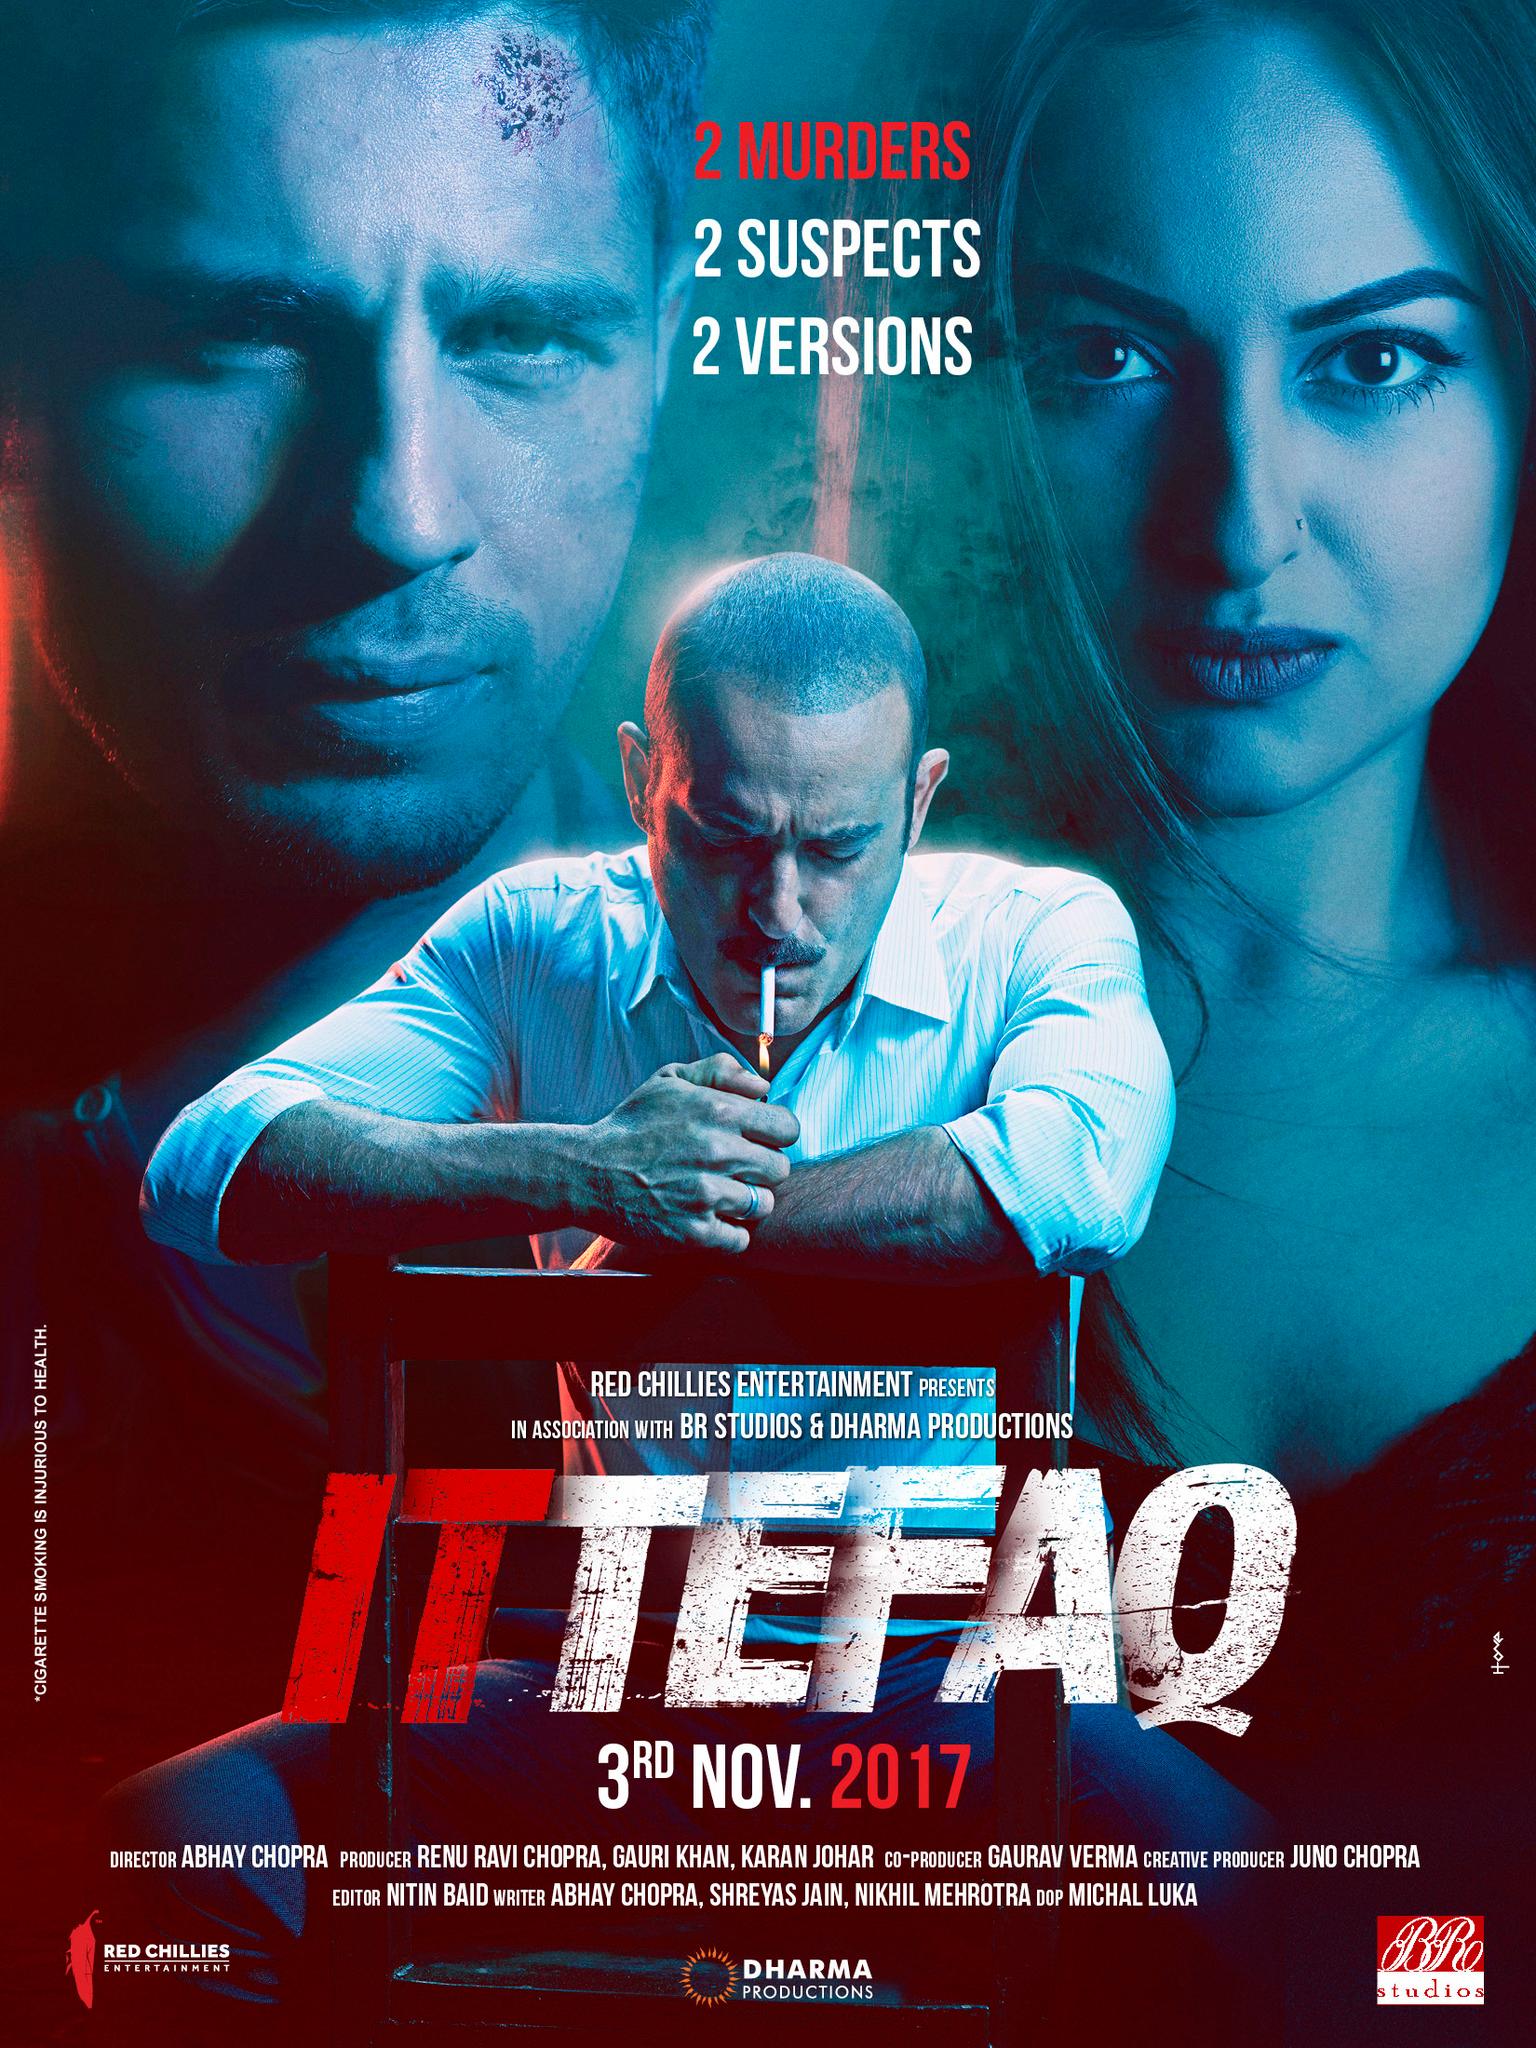 2 MURDERS
2 SUSPECTS
2 VERSIONS
*CIGARETTE SMOKING IS INJURIOUS TO HEALTH.
RED CHILLIES ENTERTAINMENT PRESENTS
IN ASSOCIATION WITH BR STUDIOS & DHARMA PRODUCTIONS
ITTEFAQ
3RD NOV. 2017
DIRECTOR ABHAY CHOPRA PRODUCER RENU RAVI CHOPRA, GAURI KHAN, KARAN JOHAR CO-PRODUCER GAURAV VERMA CREATIVE PRODUCER JUNO CHOPRA
EDITOR NITIN BAID WRITER ABHAY CHOPRA, SHREYAS JAIN, NIKHIL MEHROTRA DOP MICHAL LUKA
RED CHILLIES
ENTERTAINMENT
DHARMA
PRODUCTIONS
BR
studios